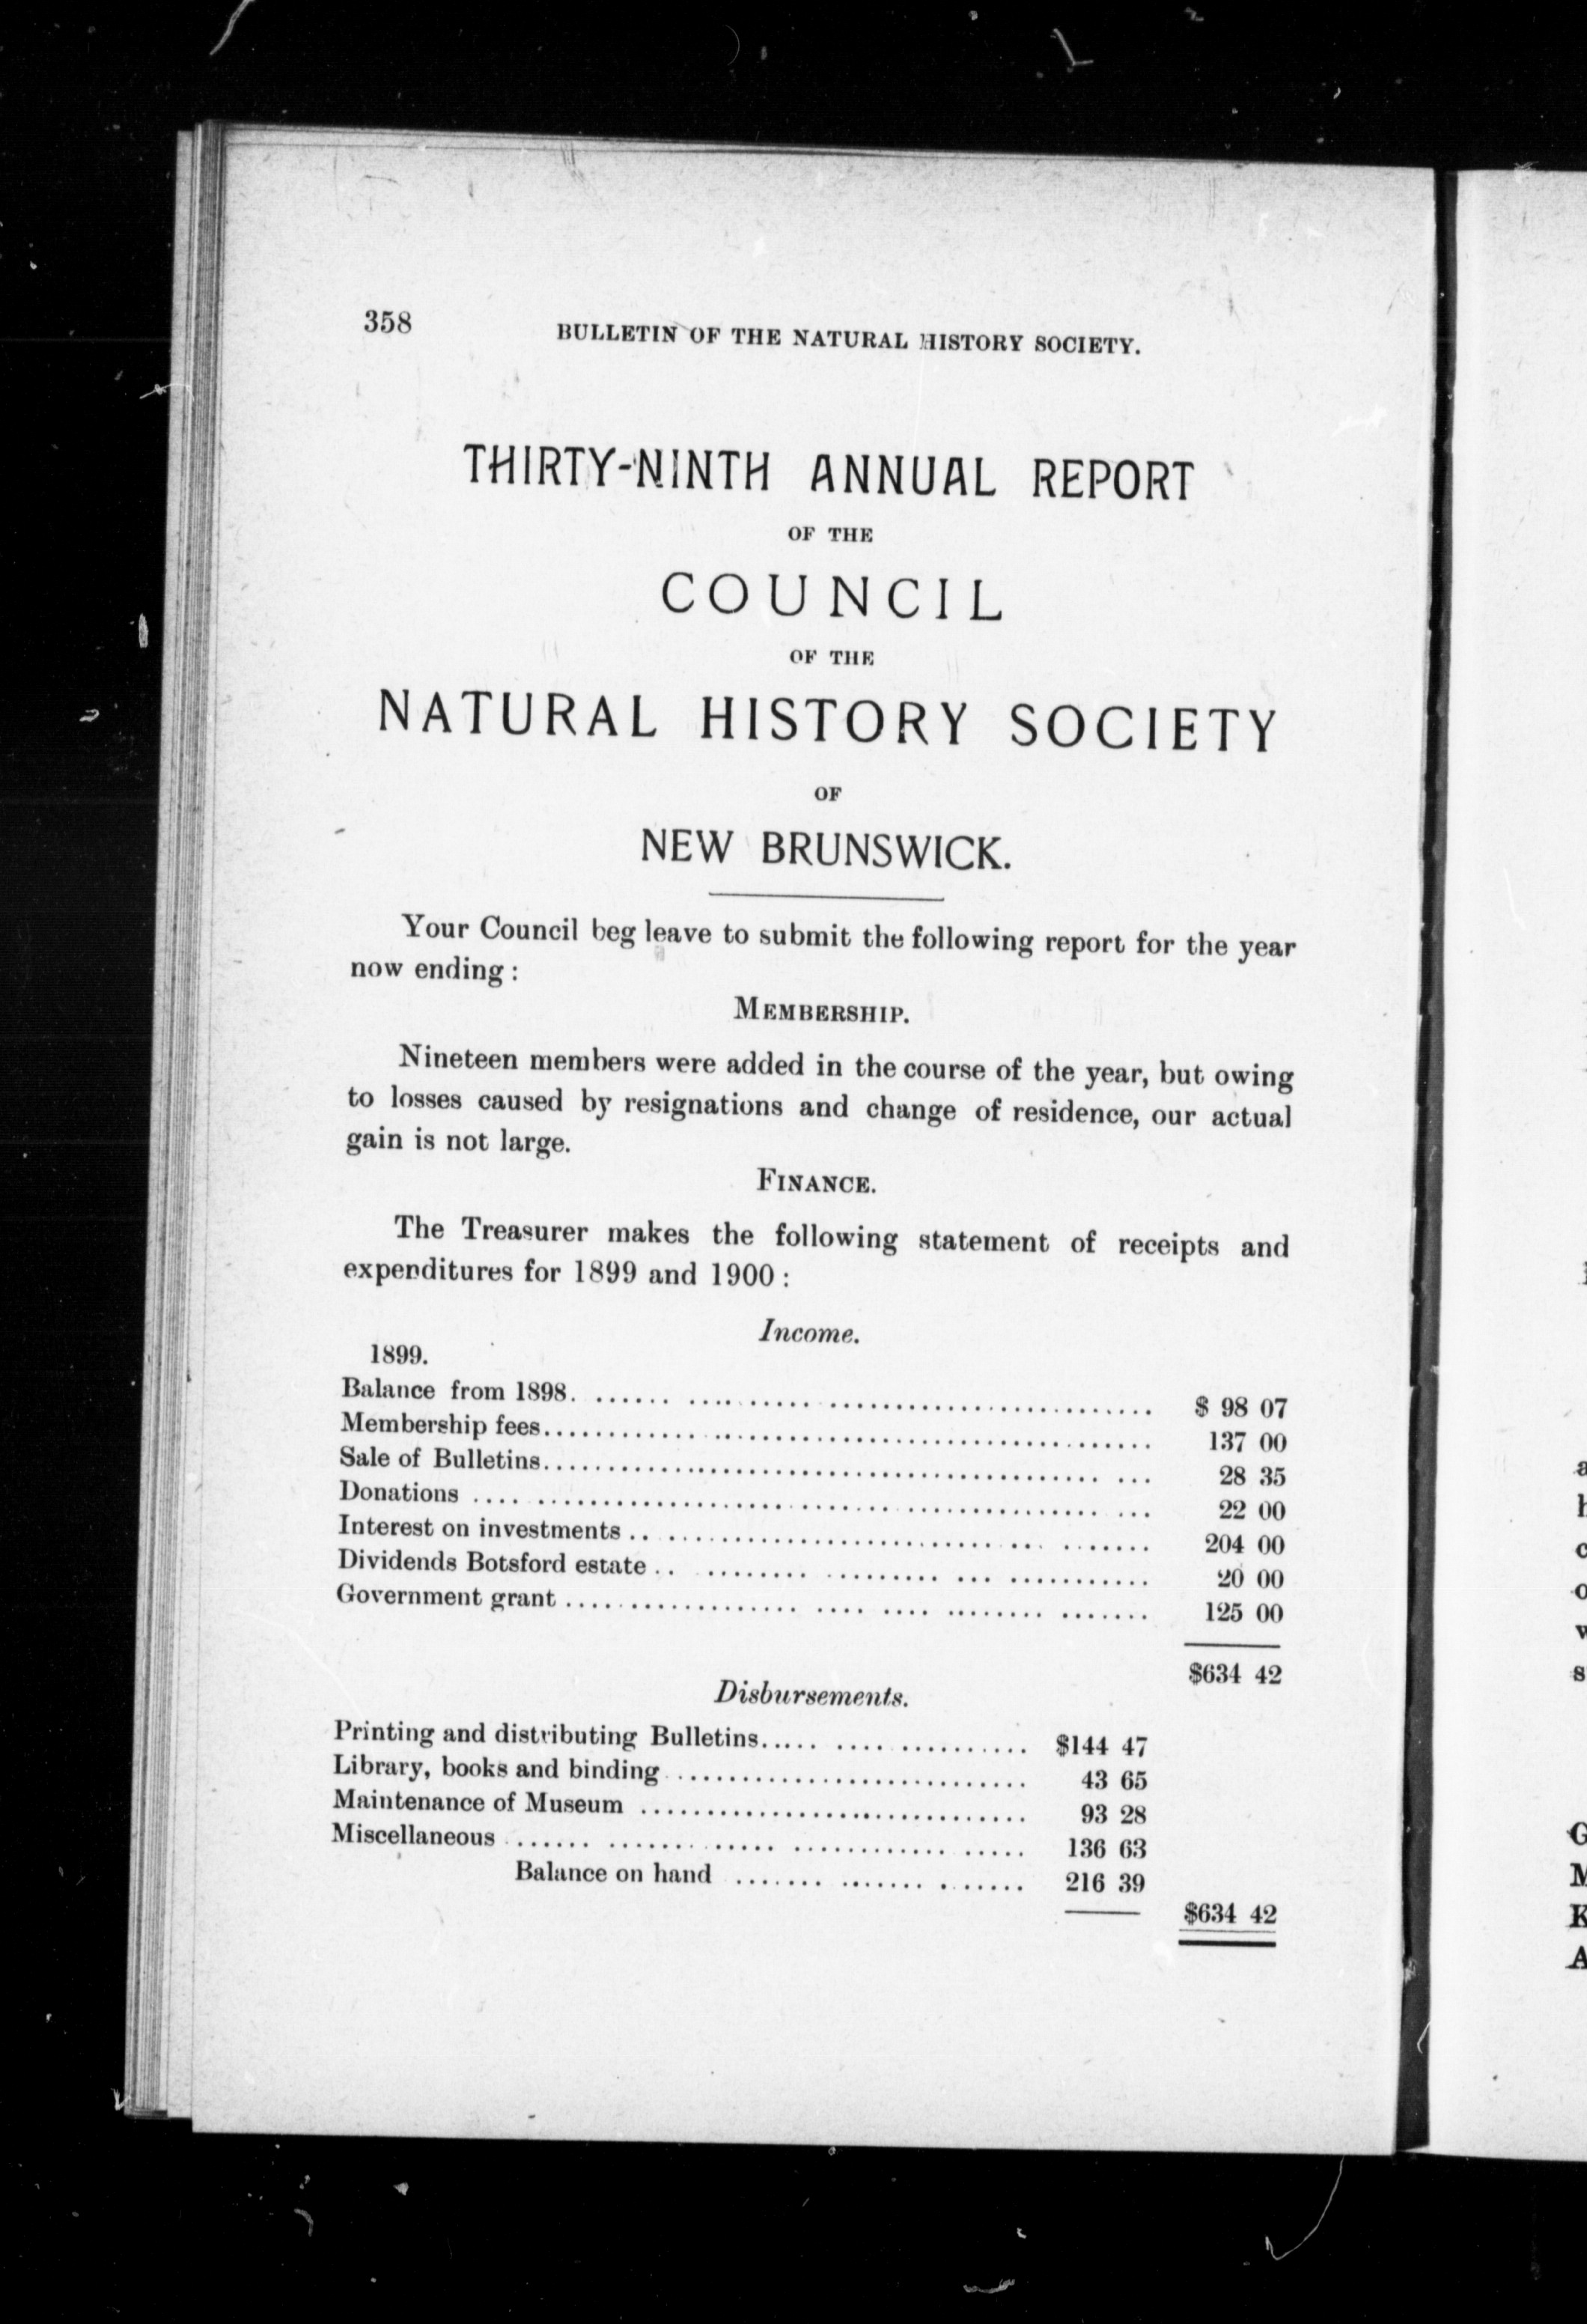 358
BULLETIN OF THE NATURAL HISTORY SOCIETY.
THIRTY-NINTH ANNUAL REPORT
OF THE
COUNCIL
OF THE
NATURAL HISTORY SOCIETY
OF
NEW BRUNSWICK.
Your Council beg leave to submit the following report for the year
now ending :
MEMBERSHIP.
Nineteen members were added in the course of the year, but owing
to losses caused by resignations and change of residence, our actual
gain is not large.
FINANCE.
The Treasurer makes the following statement of receipts and
expenditures for 1899 and 1900 :
Income.
1899.
Balance from 1898. ........ $ 98 07
Membership fees........ 137 00
Sale of Bulletins........ 28 35
Donations ........ 22 00
Interest on investments ........ 204 00
Dividends Botsford estate ........ 20 00
Government grant ........ 125 00
$634 42
Disbursements.
Printing and distributing Bulletins........ $144 47
Library, books and binding ........ 43 65
Maintenance of Museum ........ 93 28
Miscellaneous ........ 136 63
Balance on hand ........ 216 39
$634 42